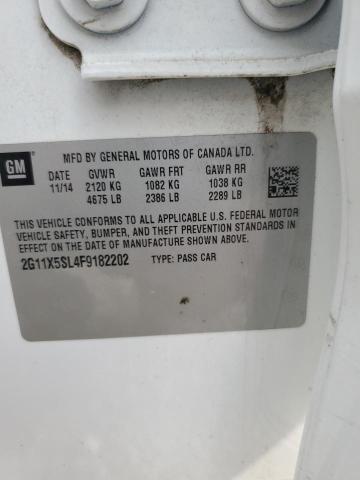 GM
MFD BY GENERAL MOTORS OF CANADA LTD.
DATE GVWR GAWR FRT GAWR RR
11/14 2120 KG 1082 KG 1038 KG
4675 LB 2386 LB 2289 LB
THIS VEHICLE CONFORMS TO ALL APPLICABLE U.S. FEDERAL MOTOR
VEHICLE SAFETY, BUMPER, AND THEFT PREVENTION STANDARDS IN
EFFECT ON THE DATE OF MANUFACTURE SHOWN ABOVE.
2G11X5SL4F9182202 TYPE: PASS CAR